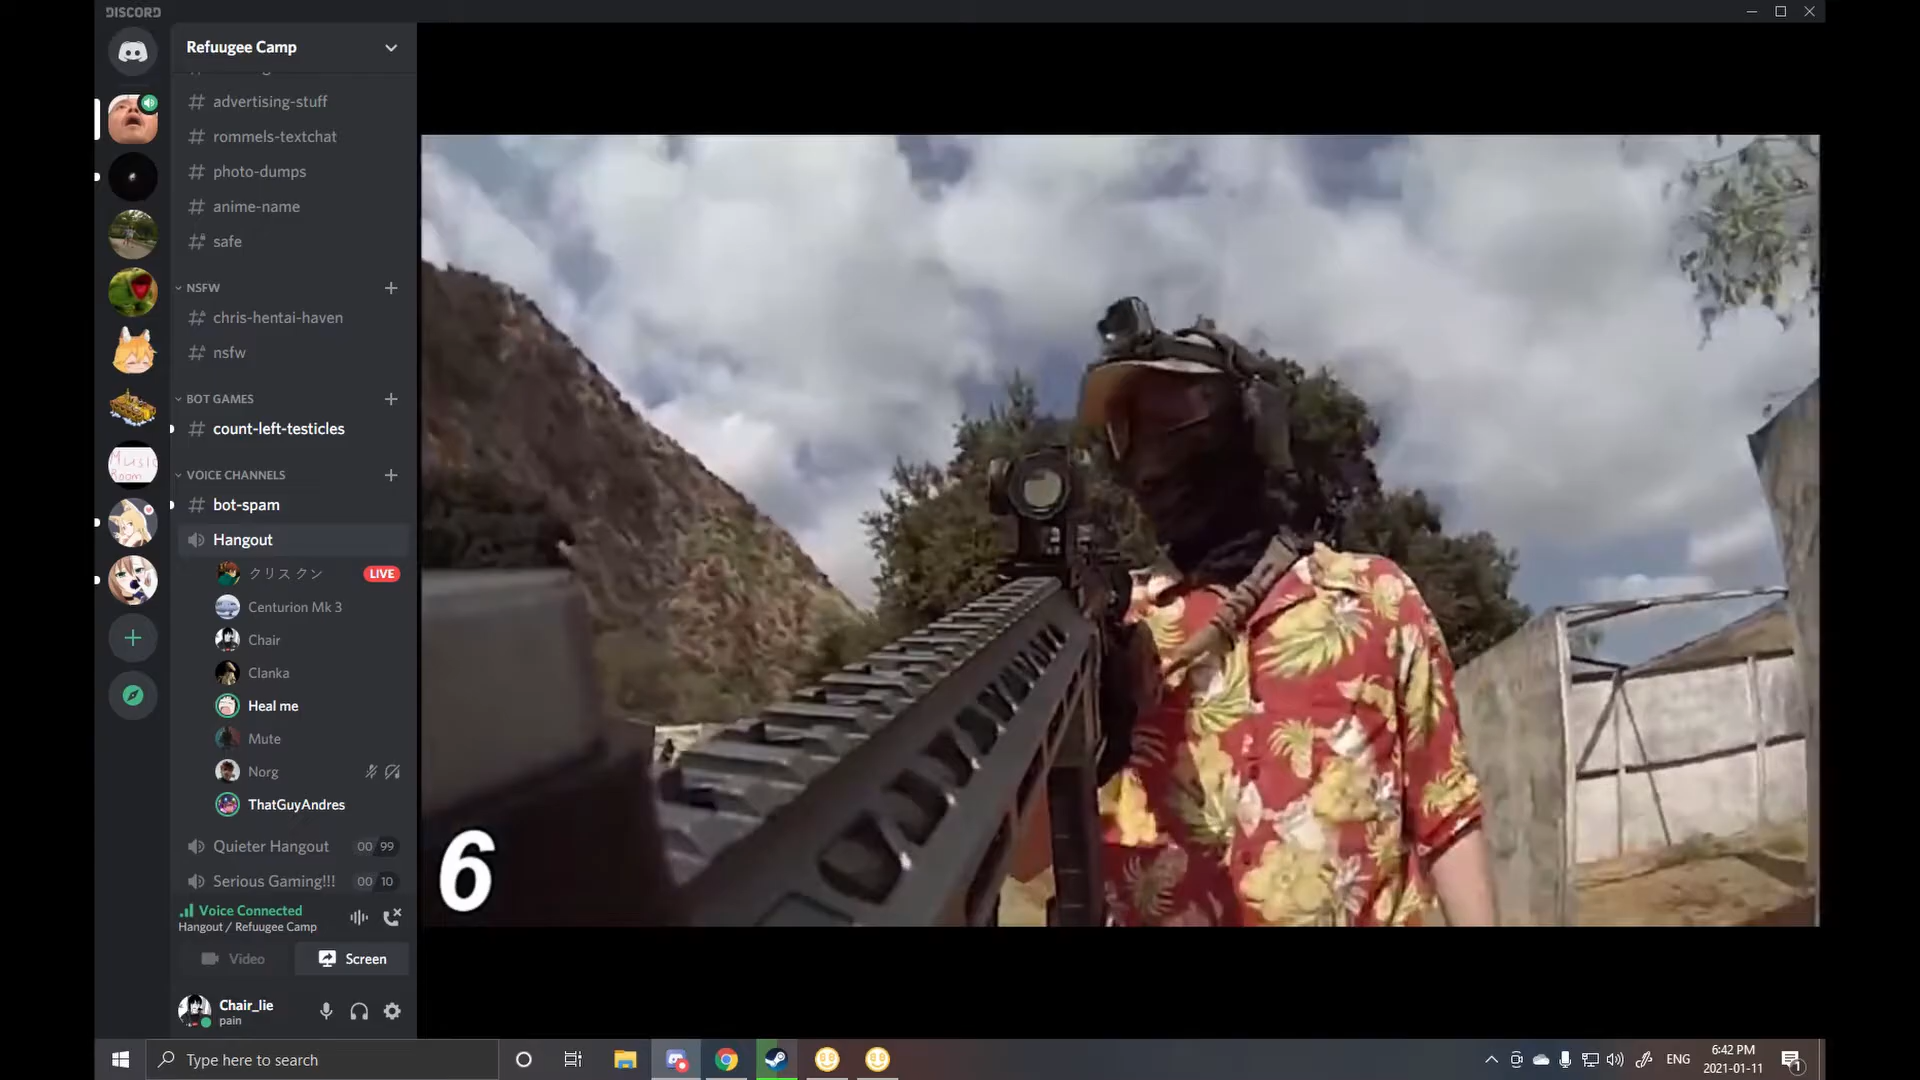 DISCORD
Refuugee Camp
advertising-stuff
rommels-textchat
photo-dumps
anime-name
safe
NSFW
chris-hentai-haven
nsfw
BOT GAMES
count-left-testicles
Music
Room
VOICE CHANNELS
bot-spam
Hangout
クリス クン LIVE
Centurion Mk 3
Chair
Clanka
Heal me
Mute
Norg
ThatGuyAndres
Quieter Hangout 00 99
Serious Gaming!!! 00 10
Voice Connected
Hangout / Refuugee Camp
Video Screen
Chair_lie
pain
6
Type here to search
ENG
6:42 PM
2021-01-11
1